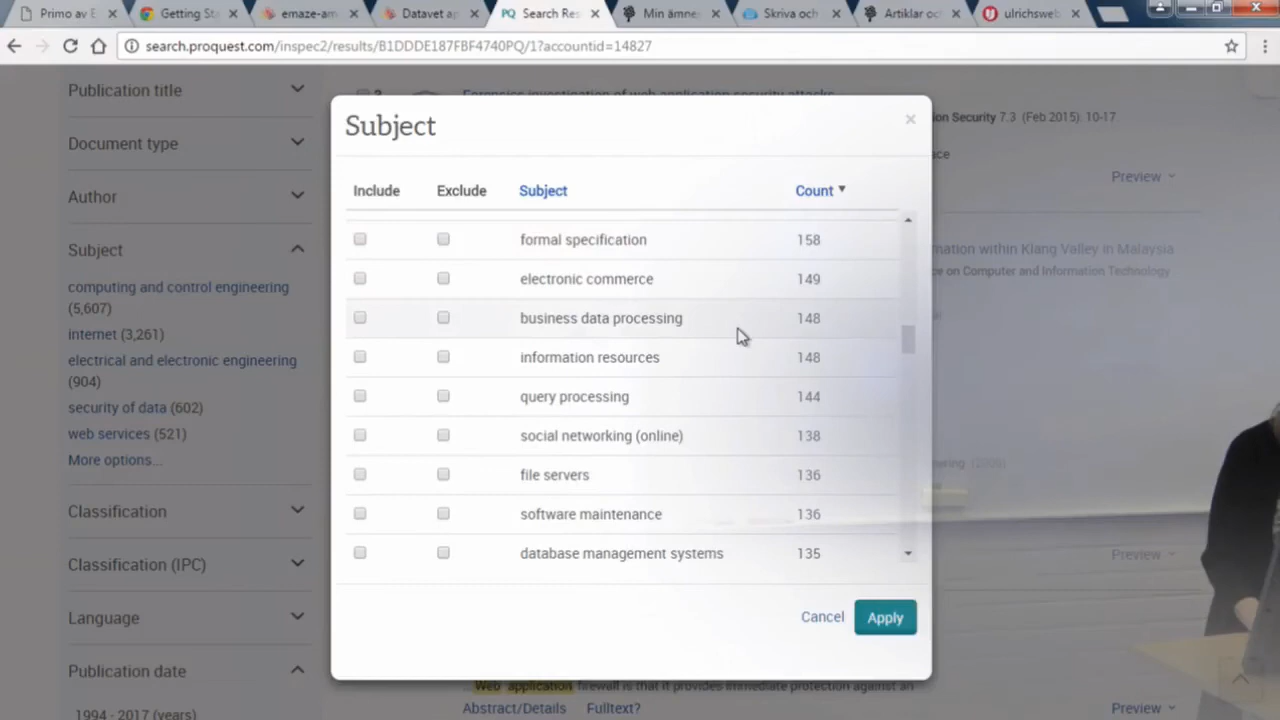 Primo av E
Getting Sta
emaze-am
Datavet ap
PQ Search Res
Min ämne
Skriva och
Artiklar och
ulrichsweb
search.proquest.com/inspec2/results/B1DDDE187FBF4740PQ/1?accountid=14827
Publication title
Document type
Author
Subject
computing and control engineering
(5,607)
internet (3,261)
electrical and electronic engineering
(904)
security of data (602)
web services (521)
More options...
Classification
Classification (IPC)
Language
Publication date
1994 - 2017 (years)
Forensics investigation of web application security attacks
ion Security 7.3 (Feb 2015): 10-17.
ce
Preview
mation within Klang Valley in Malaysia
e on Computer and Information Technology
Preview
Subject
×
Include Exclude Subject Count
formal specification 158
electronic commerce 149
business data processing 148
information resources 148
query processing 144
social networking (online) 138
file servers 136
software maintenance 136
database management systems 135
Cancel Apply
Web application firewall is that it provides immediate protection against an
Abstract/Details Fulltext? Preview